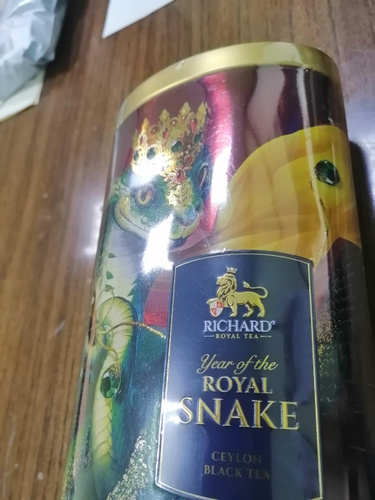 RICHARD®
ROYAL TEA
Year of the
ROYAL
SNAKE
CEYLON
BLACK TEA